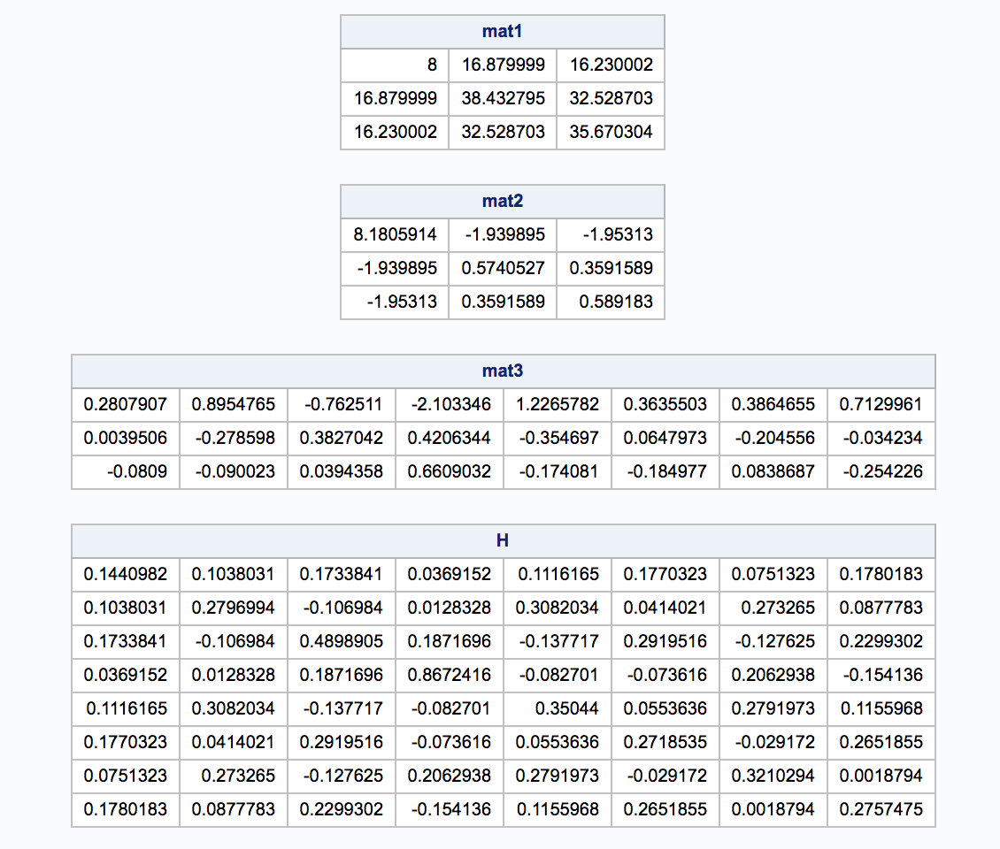 mat1
8 16.879999 16.230002
16.879999 38.432795 32.528703
16.230002 32.528703 35.670304
mat2
8.1805914 -1.939895 -1.95313
-1.939895 0.5740527 0.3591589
-1.95313 0.3591589 0.589183
mat3
0.2807907 0.8954765 -0.762511 -2.103346 1.2265782 0.3635503 0.3864655 0.7129961
0.0039506 -0.278598 0.3827042 0.4206344 -0.354697 0.0647973 -0.204556 -0.034234
-0.0809 -0.090023 0.0394358 0.6609032 -0.174081 -0.184977 0.0838687 -0.254226
H
0.1440982 0.1038031 0.1733841 0.0369152 0.1116165 0.1770323 0.0751323 0.1780183
0.1038031 0.2796994 -0.106984 0.0128328 0.3082034 0.0414021 0.273265 0.0877783
0.1733841 -0.106984 0.4898905 0.1871696 -0.137717 0.2919516 -0.127625 0.2299302
0.0369152 0.0128328 0.1871696 0.8672416 -0.082701 -0.073616 0.2062938 -0.154136
0.1116165 0.3082034 -0.137717 -0.082701 0.35044 0.0553636 0.2791973 0.1155968
0.1770323 0.0414021 0.2919516 -0.073616 0.0553636 0.2718535 -0.029172 0.2651855
0.0751323 0.273265 -0.127625 0.2062938 0.2791973 -0.029172 0.3210294 0.0018794
0.1780183 0.0877783 0.2299302 -0.154136 0.1155968 0.2651855 0.0018794 0.2757475